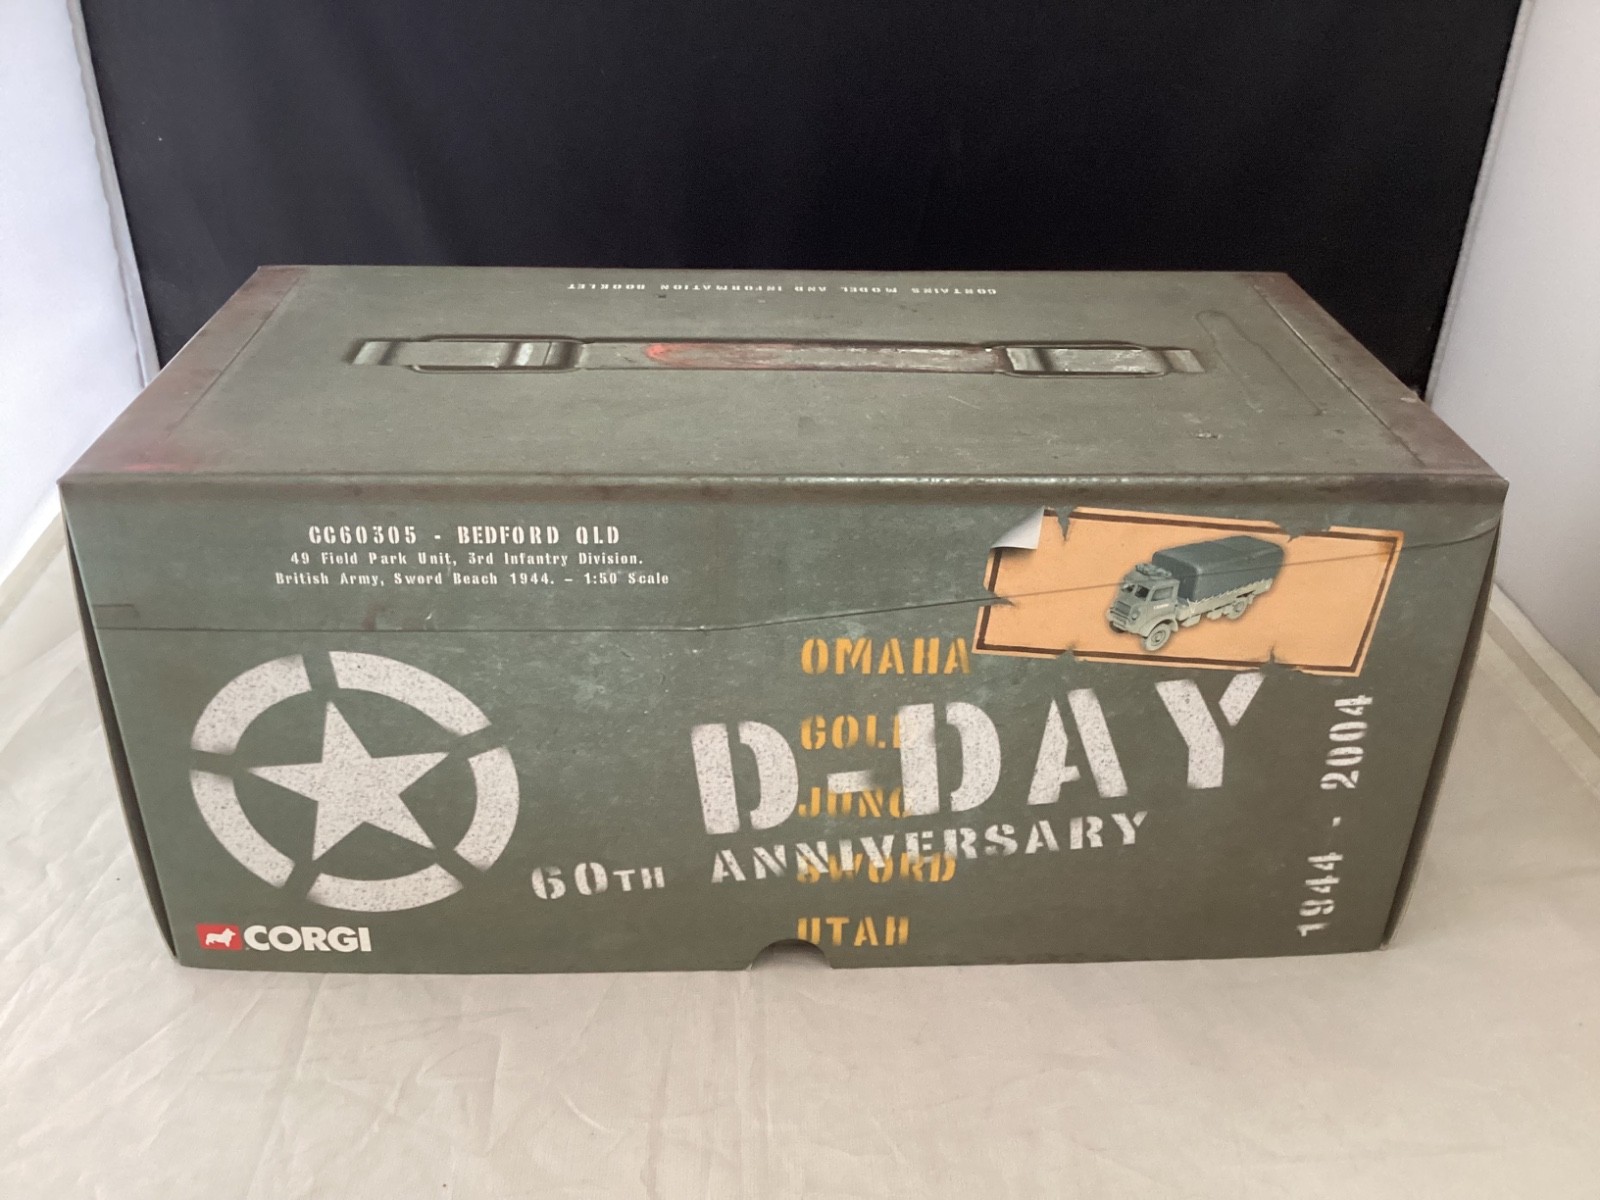 CONTAINS MODEL AND INFORMATION BOOKLET
CC60305 - BEDFORD QLD
49 Field Park Unit, 3rd Infantry Division.
British Army, Sword Beach 1944. – 1:50 Scale
OMAHA
GOLD
JUNO
SWORD
UTAH
D-DAY
60TH ANNIVERSARY
1944 - 2004
CORGI